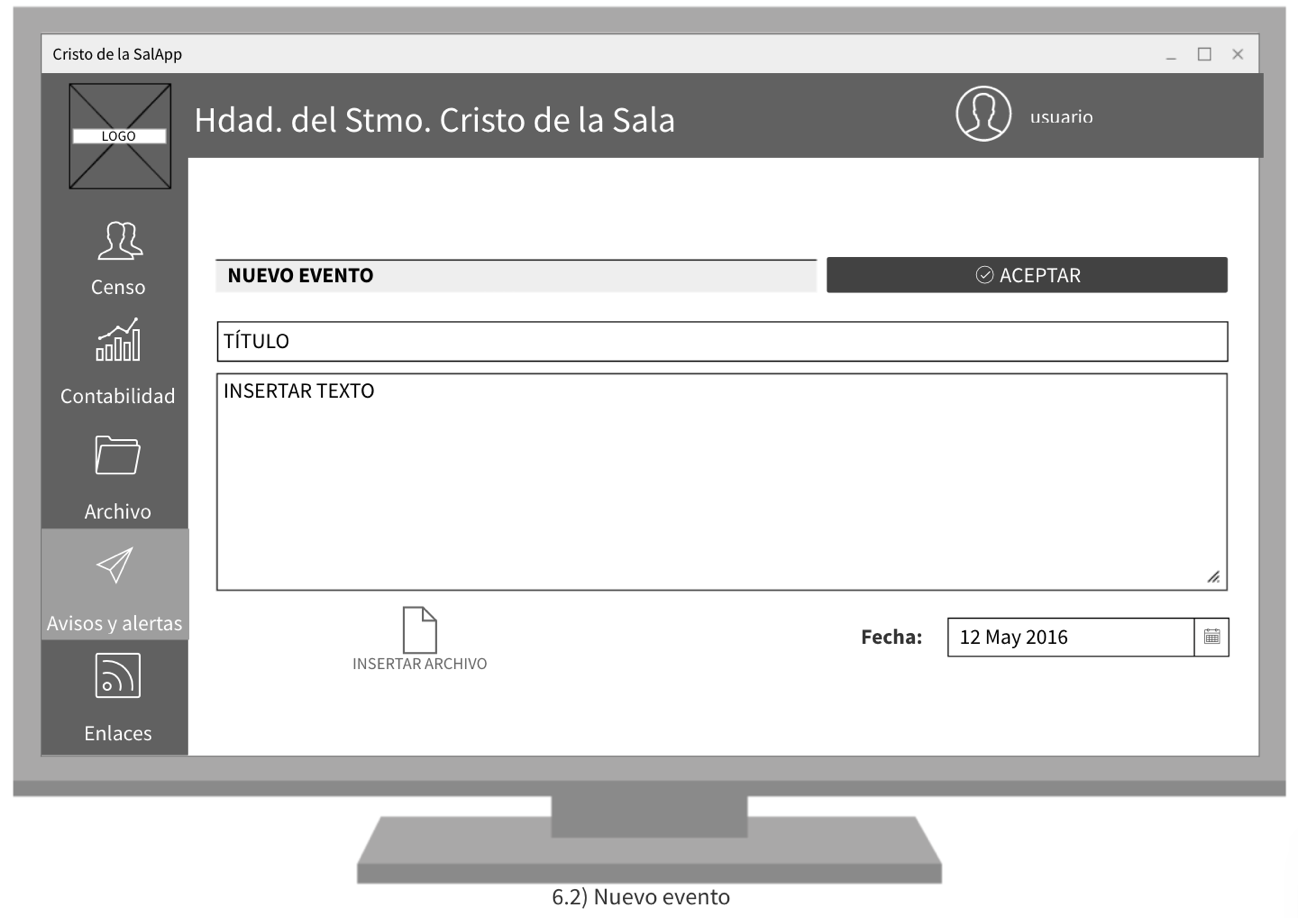 Cristo de la SalApp
LOGO
Hdad. del Stmo. Cristo de la Sala
usuario
Censo
Contabilidad
Archivo
Avisos y alertas
Enlaces
NUEVO EVENTO
ACEPTAR
TÍTULO
INSERTAR TEXTO
INSERTAR ARCHIVO
Fecha:
12 May 2016
6.2) Nuevo evento